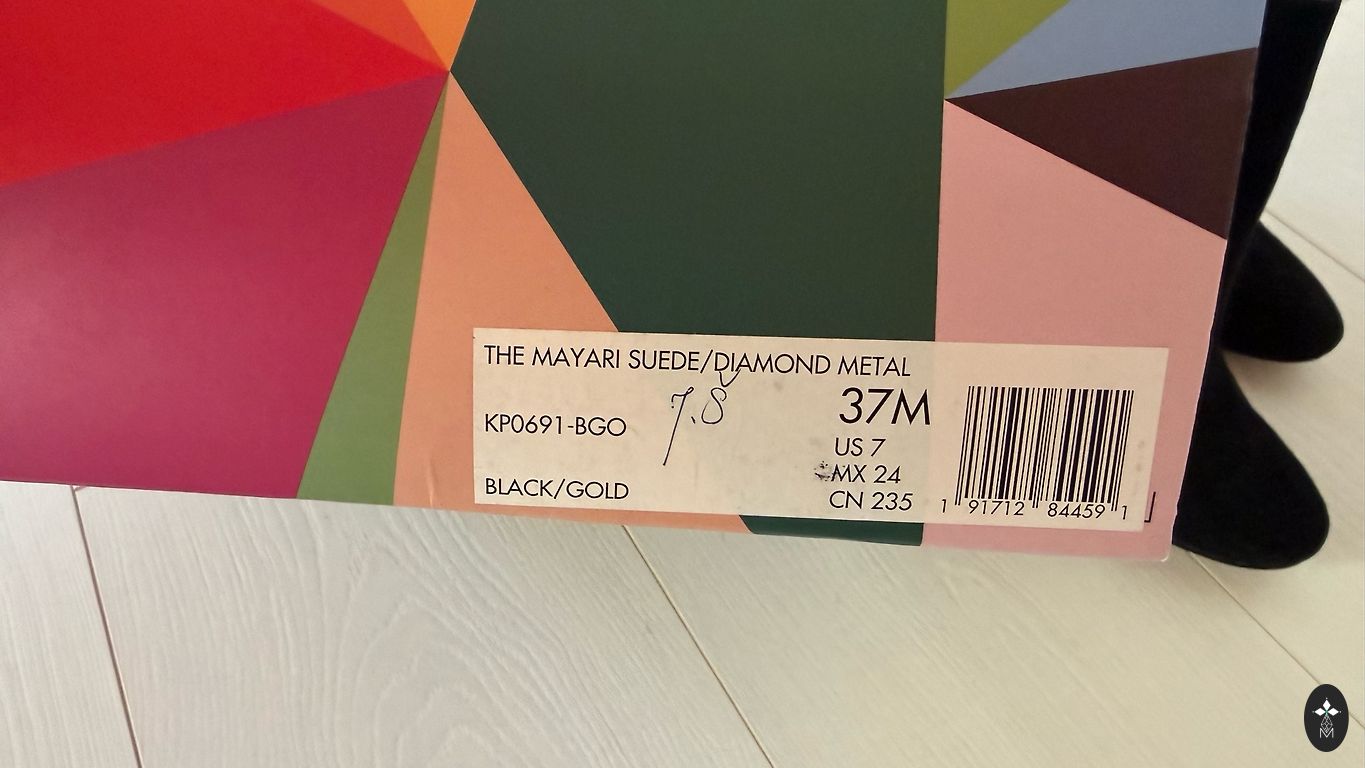 THE MAYARI SUEDE/DIAMOND METAL
7.8
KP0691-BGO
37M
US 7
MX 24
CN 235
BLACK/GOLD
1 91712 84459 1
M